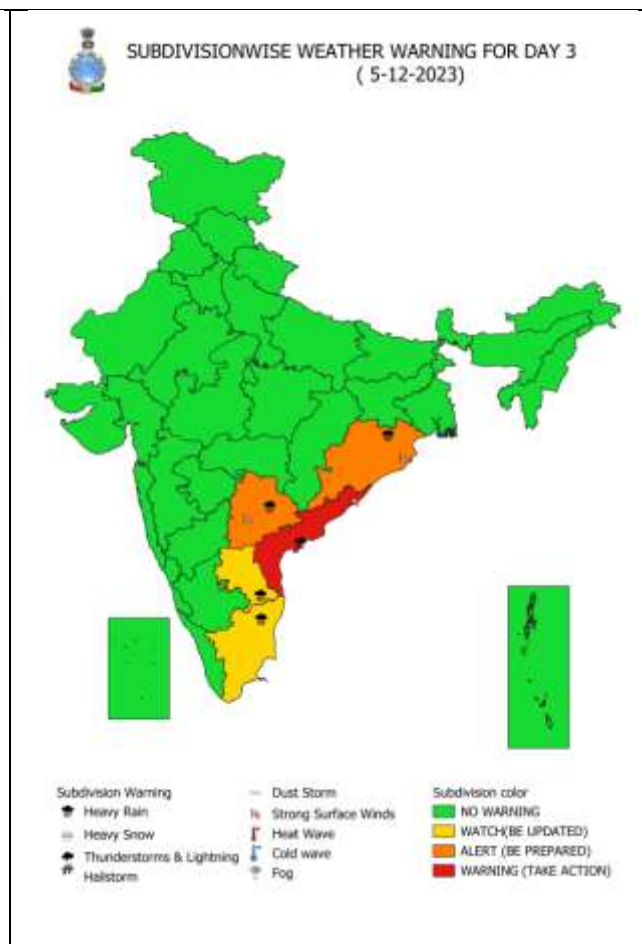 SUBDIVISIONWISE WEATHER WARNING FOR DAY 3
( 5-12-2023)
Subdivision Warning
Heavy Rain
Heavy Snow
Thunderstorms & Lightning
Hailstorm
Dust Storm
Strong Surface Winds
Heat Wave
Cold wave
Fog
Subdivision color
NO WARNING
WATCH(BE UPDATED)
ALERT (BE PREPARED)
WARNING (TAKE ACTION)